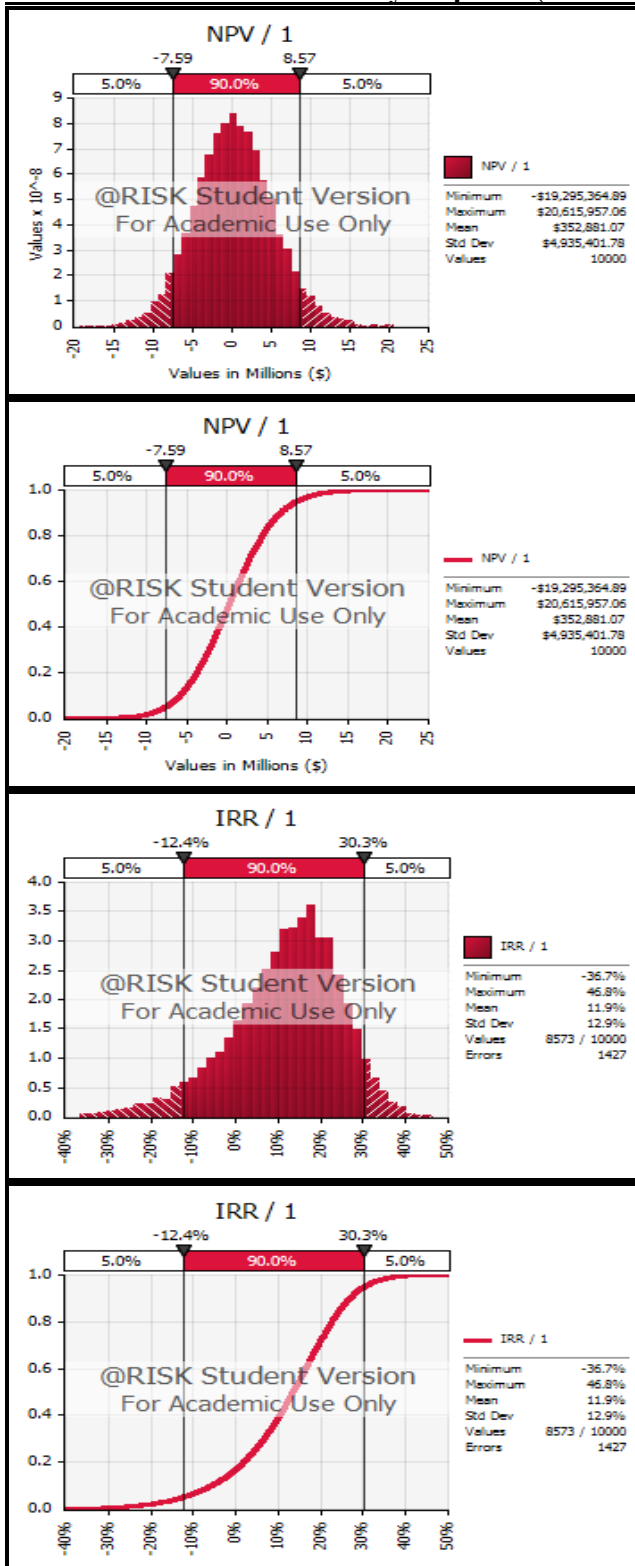 NPV / 1
-7.59 8.57
5.0% 90.0% 5.0%
9
8
7
6
5
4
3
2
1
0
Values x 10^-8
@RISK Student Version
For Academic Use Only
-20 -15 -10 -5 0 5 10 15 20 25
Values in Millions ($)
NPV / 1
Minimum -$19,295,364.89
Maximum $20,615,957.06
Mean $352,881.07
Std Dev $4,935,401.78
Values 10000
NPV / 1
-7.59 8.57
5.0% 90.0% 5.0%
1.0
0.8
0.6
0.4
0.2
0.0
@RISK Student Version
For Academic Use Only
-20 -15 -10 -5 0 5 10 15 20 25
Values in Millions ($)
NPV / 1
Minimum -$19,295,364.89
Maximum $20,615,957.06
Mean $352,881.07
Std Dev $4,935,401.78
Values 10000
IRR / 1
-12.4% 30.3%
5.0% 90.0% 5.0%
4.0
3.5
3.0
2.5
2.0
1.5
1.0
0.5
0.0
@RISK Student Version
For Academic Use Only
-40% -30% -20% -10% 0% 10% 20% 30% 40% 50%
IRR / 1
Minimum -36.7%
Maximum 46.8%
Mean 11.9%
Std Dev 12.9%
Values 8573 / 10000
Errors 1427
IRR / 1
-12.4% 30.3%
5.0% 90.0% 5.0%
1.0
0.8
0.6
0.4
0.2
0.0
@RISK Student Version
For Academic Use Only
-40% -30% -20% -10% 0% 10% 20% 30% 40% 50%
IRR / 1
Minimum -36.7%
Maximum 46.8%
Mean 11.9%
Std Dev 12.9%
Values 8573 / 10000
Errors 1427